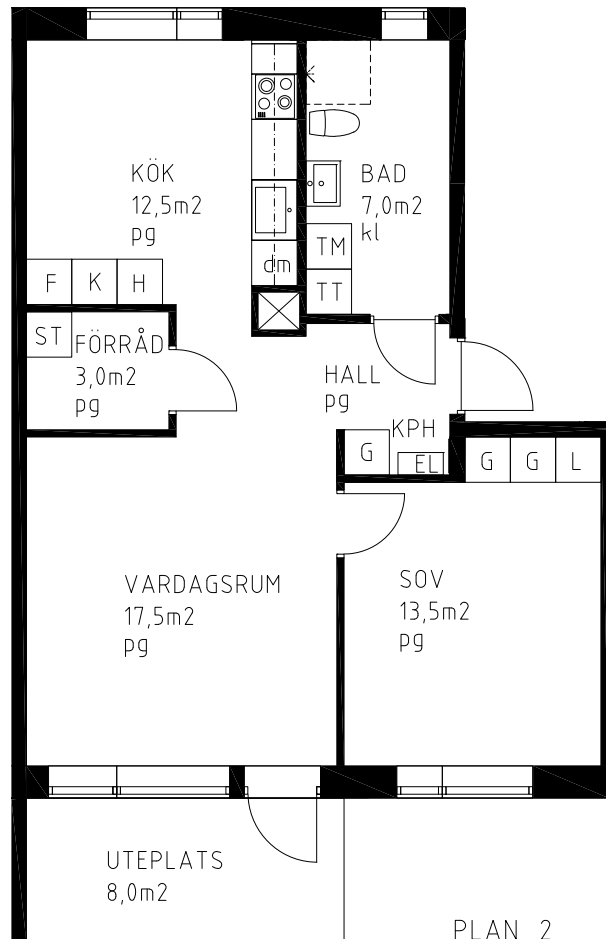 KÖK
12,5m2
pg
BAD
7,0m2
kl
TM
TT
dm
F K H
ST
FÖRRÅD
3,0m2
pg
HALL
pg
KPH
G
EL
G G L
VARDAGSRUM
17,5m2
pg
SOV
13,5m2
pg
UTEPLATS
8,0m2
PLAN 2